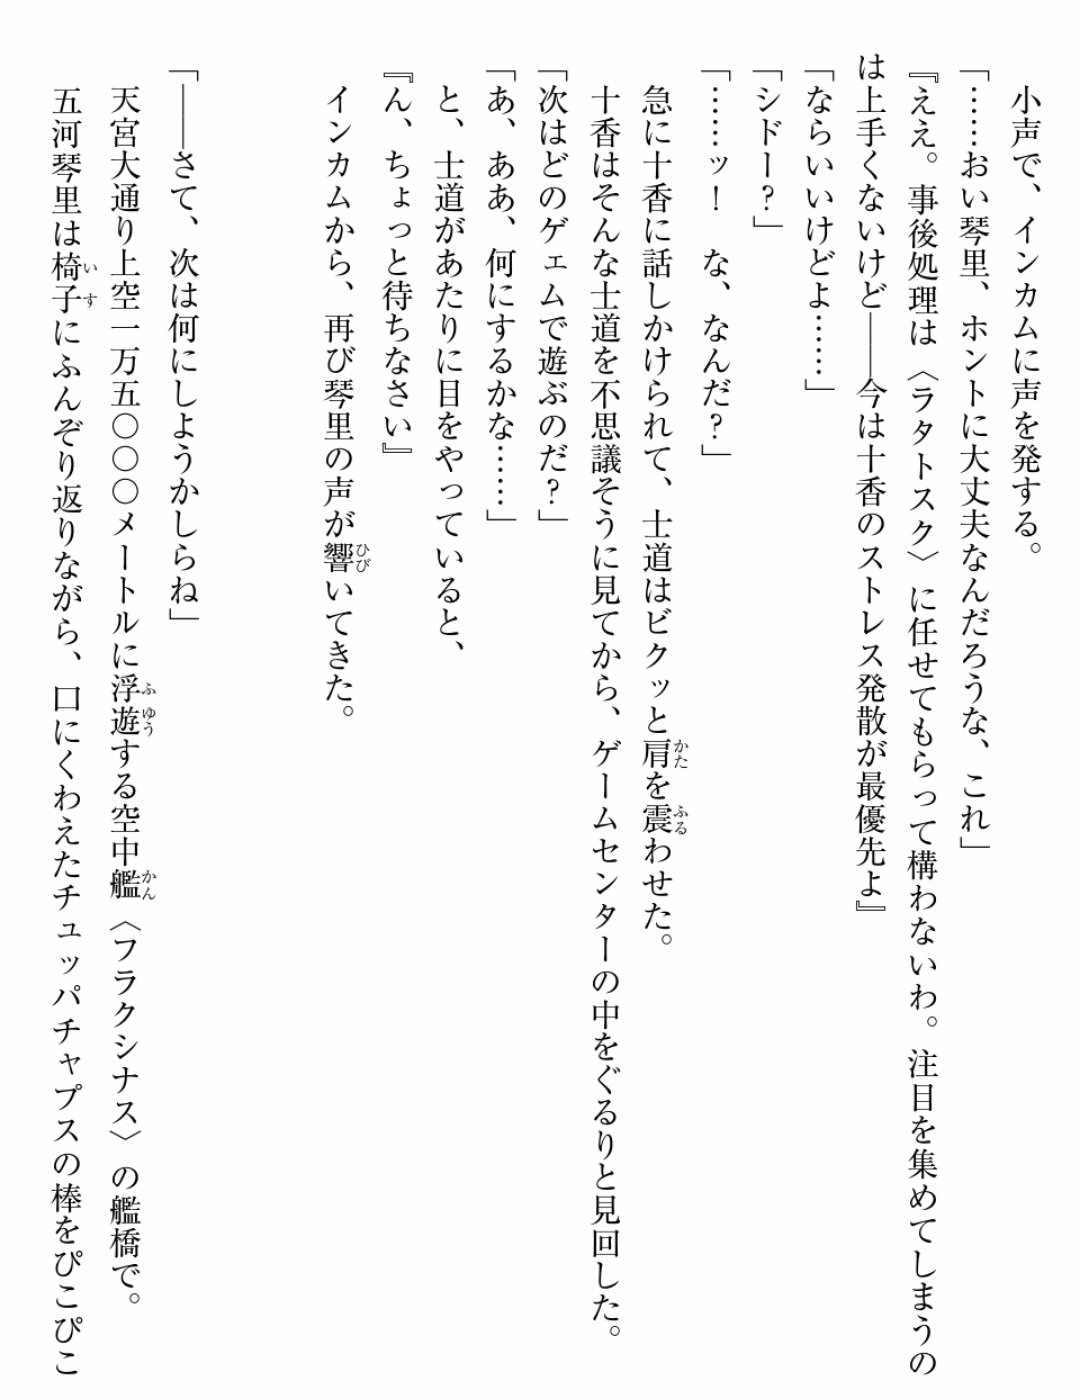 小声で、インカムに声を発する。
「……おい琴里、ホントに大丈夫なんだろうな、これ」
『ええ。事後処理は〈ラタトスク〉に任せてもらって構わないわ。注目を集めてしまうの
は上手くないけど――今は十香のストレス発散が最優先よ』
「ならいいけどよ……」
「シドー？」
「……ッ！　な、なんだ？」
急に十香に話しかけられて、士道はビクッと肩を震わせた。
十香はそんな士道を不思議そうに見てから、ゲームセンターの中をぐるりと見回した。
「次はどのゲェムで遊ぶのだ？」
「あ、ああ、何にするかな……」
と、士道があたりに目をやっていると、
『ん、ちょっと待ちなさい』
インカムから、再び琴里の声が響いてきた。
「――さて、次は何にしようかしらね」
天宮大通り上空一万五〇〇〇メートルに浮遊する空中艦〈フラクシナス〉の艦橋で。
五河琴里は椅子にふんぞり返りながら、口にくわえたチュッパチャプスの棒をぴこぴこ